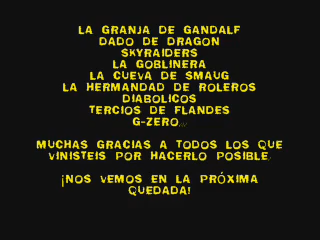 LA GRANJA DE GANDALF
DADO DE DRAGON
SKYRAIDERS
LA GOBLINERA
LA CUEVA DE SMAUG
LA HERMANDAD DE ROLEROS
DIABOLICOS
TERCIOS DE FLANDES
G-ZERO...
MUCHAS GRACIAS A TODOS LOS QUE
VINISTEIS POR HACERLO POSIBLE,
¡NOS VEMOS EN LA PRÓXIMA
QUEDADA!